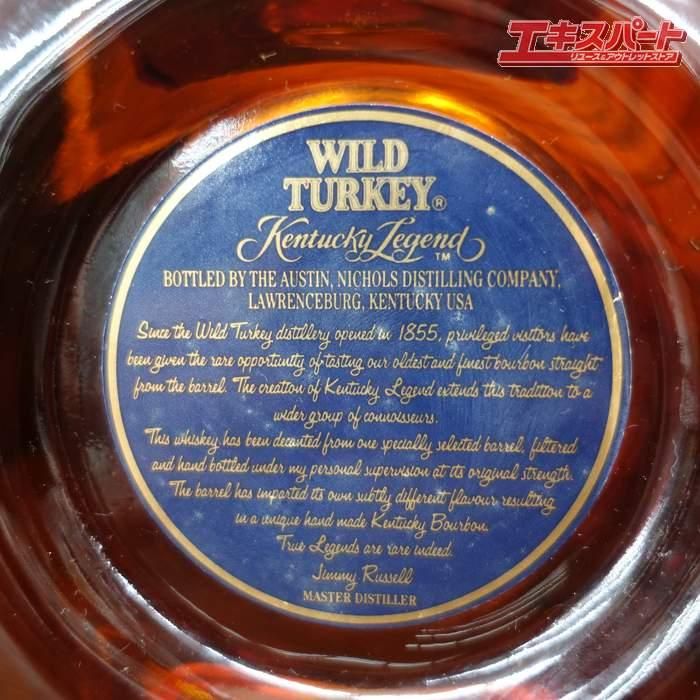 エキスパート
リユース&アウトレットストア
WILD
TURKEY®
Kentucky Legend™
BOTTLED BY THE AUSTIN, NICHOLS DISTILLING COMPANY,
LAWRENCEBURG, KENTUCKY USA
Since the Wild Turkey distillery opened in 1855, privileged visitors have
been given the rare opportunity of tasting our oldest and finest bourbon straight
from the barrel. The creation of Kentucky Legend extends this tradition to a
wider group of connoisseurs.
This whiskey has been decanted from one specially selected barrel, filtered
and hand bottled under my personal supervision at its original strength.
The barrel has imparted its own subtly different flavour resulting
in a unique hand made Kentucky Bourbon.
True Legends are rare indeed.
Jimmy Russell
MASTER DISTILLER